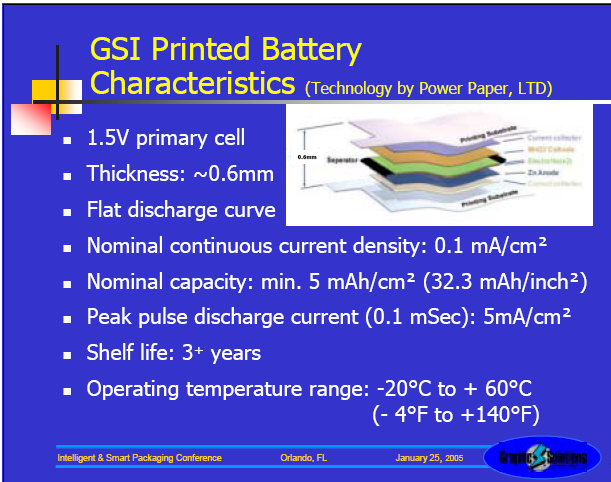 GSI Printed Battery
Characteristics (Technology by Power Paper, LTD)
Printing Substrate
Current collector
MnO2 Cathode
0.6mm
Seperator
Electrolyte
Zn Anode
Current collector
Printing Substrate
1.5V primary cell
Thickness: ~0.6mm
Flat discharge curve
Nominal continuous current density: 0.1 mA/cm²
Nominal capacity: min. 5 mAh/cm² (32.3 mAh/inch²)
Peak pulse discharge current (0.1 mSec): 5mA/cm²
Shelf life: 3⁺ years
Operating temperature range: -20°C to + 60°C
(- 4°F to +140°F)
Intelligent & Smart Packaging Conference Orlando, FL January 25, 2005
Graphic Solutions